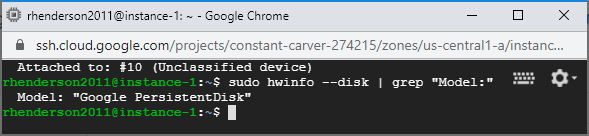 rhenderson2011@instance-1: ~ - Google Chrome
ssh.cloud.google.com/projects/constant-carver-274215/zones/us-central1-a/instanc...
Attached to: #10 (Unclassified device)
rhenderson2011@instance-1:~$ sudo hwinfo --disk | grep "Model:"
Model: "Google PersistentDisk"
rhenderson2011@instance-1:~$